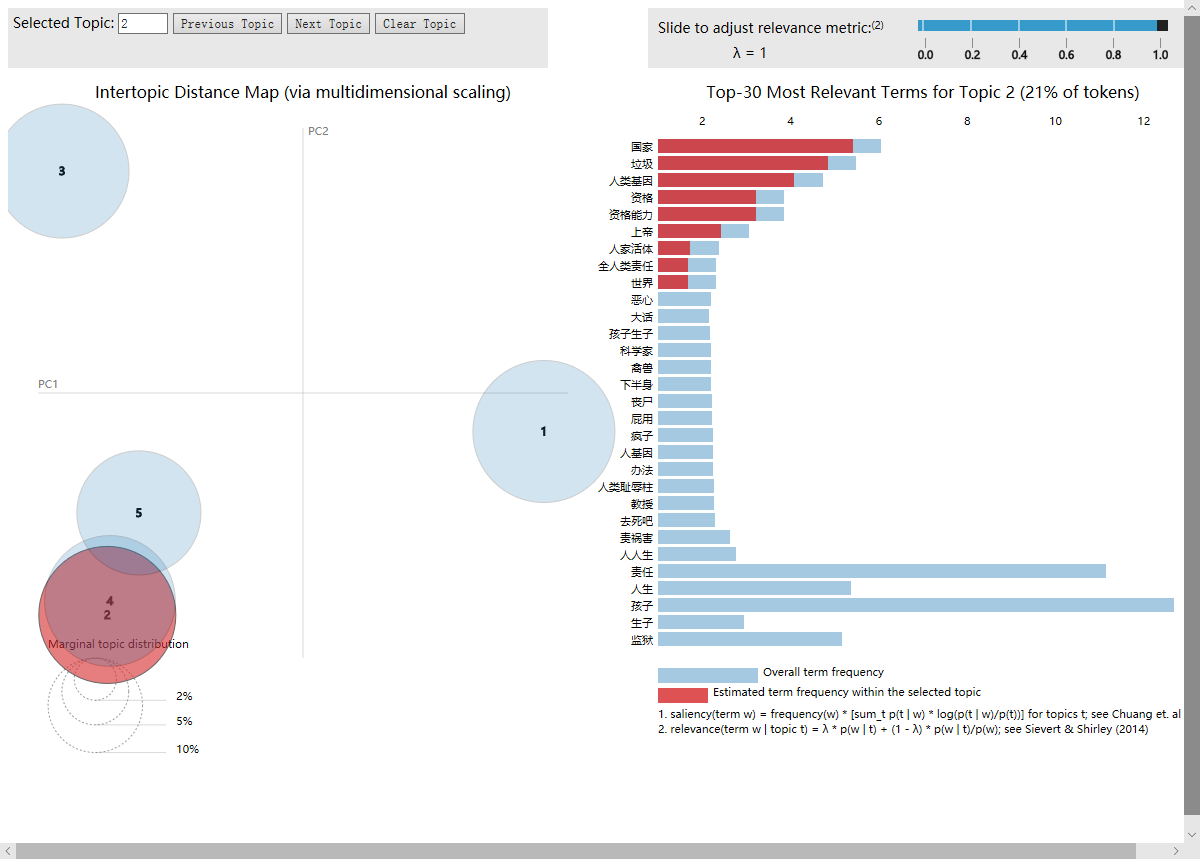 Selected Topic: 2 Previous Topic Next Topic Clear Topic
Slide to adjust relevance metric:(2)
λ = 1
0.0 0.2 0.4 0.6 0.8 1.0
Intertopic Distance Map (via multidimensional scaling)
PC2
PC1
3
1
5
4
2
Marginal topic distribution
2%
5%
10%
Top-30 Most Relevant Terms for Topic 2 (21% of tokens)
2 4 6 8 10 12
国家
垃圾
人类基因
资格
资格能力
上帝
人家活体
全人类责任
世界
恶心
大话
孩子生子
科学家
禽兽
下半身
丧尸
屁用
疯子
人基因
办法
人类耻辱柱
教授
去死吧
责祸害
人人生
责任
人生
孩子
生子
监狱
Overall term frequency
Estimated term frequency within the selected topic
1. saliency(term w) = frequency(w) * [sum_t p(t | w) * log(p(t | w)/p(t))] for topics t; see Chuang et. al
2. relevance(term w | topic t) = λ * p(w | t) + (1 - λ) * p(w | t)/p(w); see Sievert & Shirley (2014)